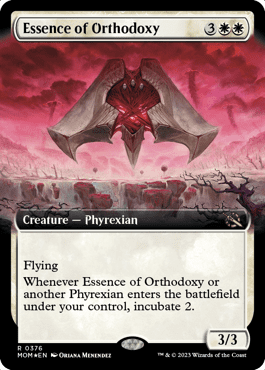 Essence of Orthodoxy 3
Creature — Phyrexian
Flying
Whenever Essence of Orthodoxy or
another Phyrexian enters the battlefield
under your control, incubate 2.
3/3
R 0376
MOM★EN ORIANA MENENDEZ
™ & © 2023 Wizards of the Coast